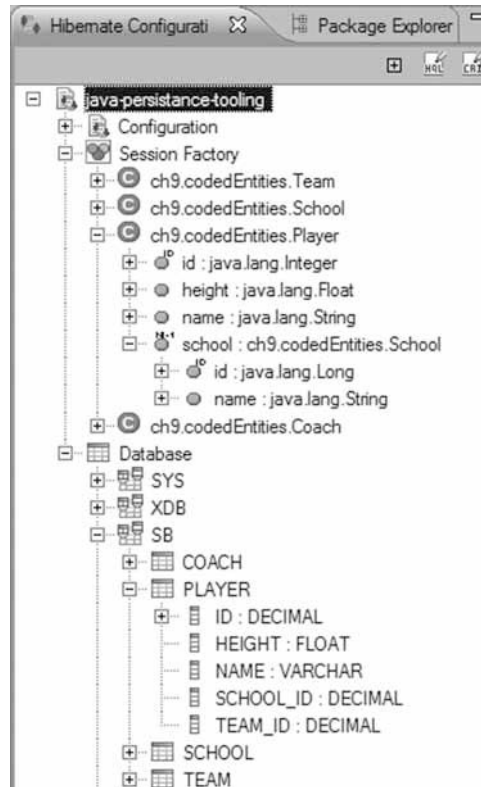 Hibernate Configurati
Package Explorer
HQL
CRI
java-persistance-tooling
Configuration
Session Factory
ch9.codedEntities.Team
ch9.codedEntities.School
ch9.codedEntities.Player
id : java.lang.Integer
height : java.lang.Float
name : java.lang.String
school : ch9.codedEntities.School
id : java.lang.Long
name : java.lang.String
ch9.codedEntities.Coach
Database
SYS
XDB
SB
COACH
PLAYER
ID : DECIMAL
HEIGHT : FLOAT
NAME : VARCHAR
SCHOOL_ID : DECIMAL
TEAM_ID : DECIMAL
SCHOOL
TEAM